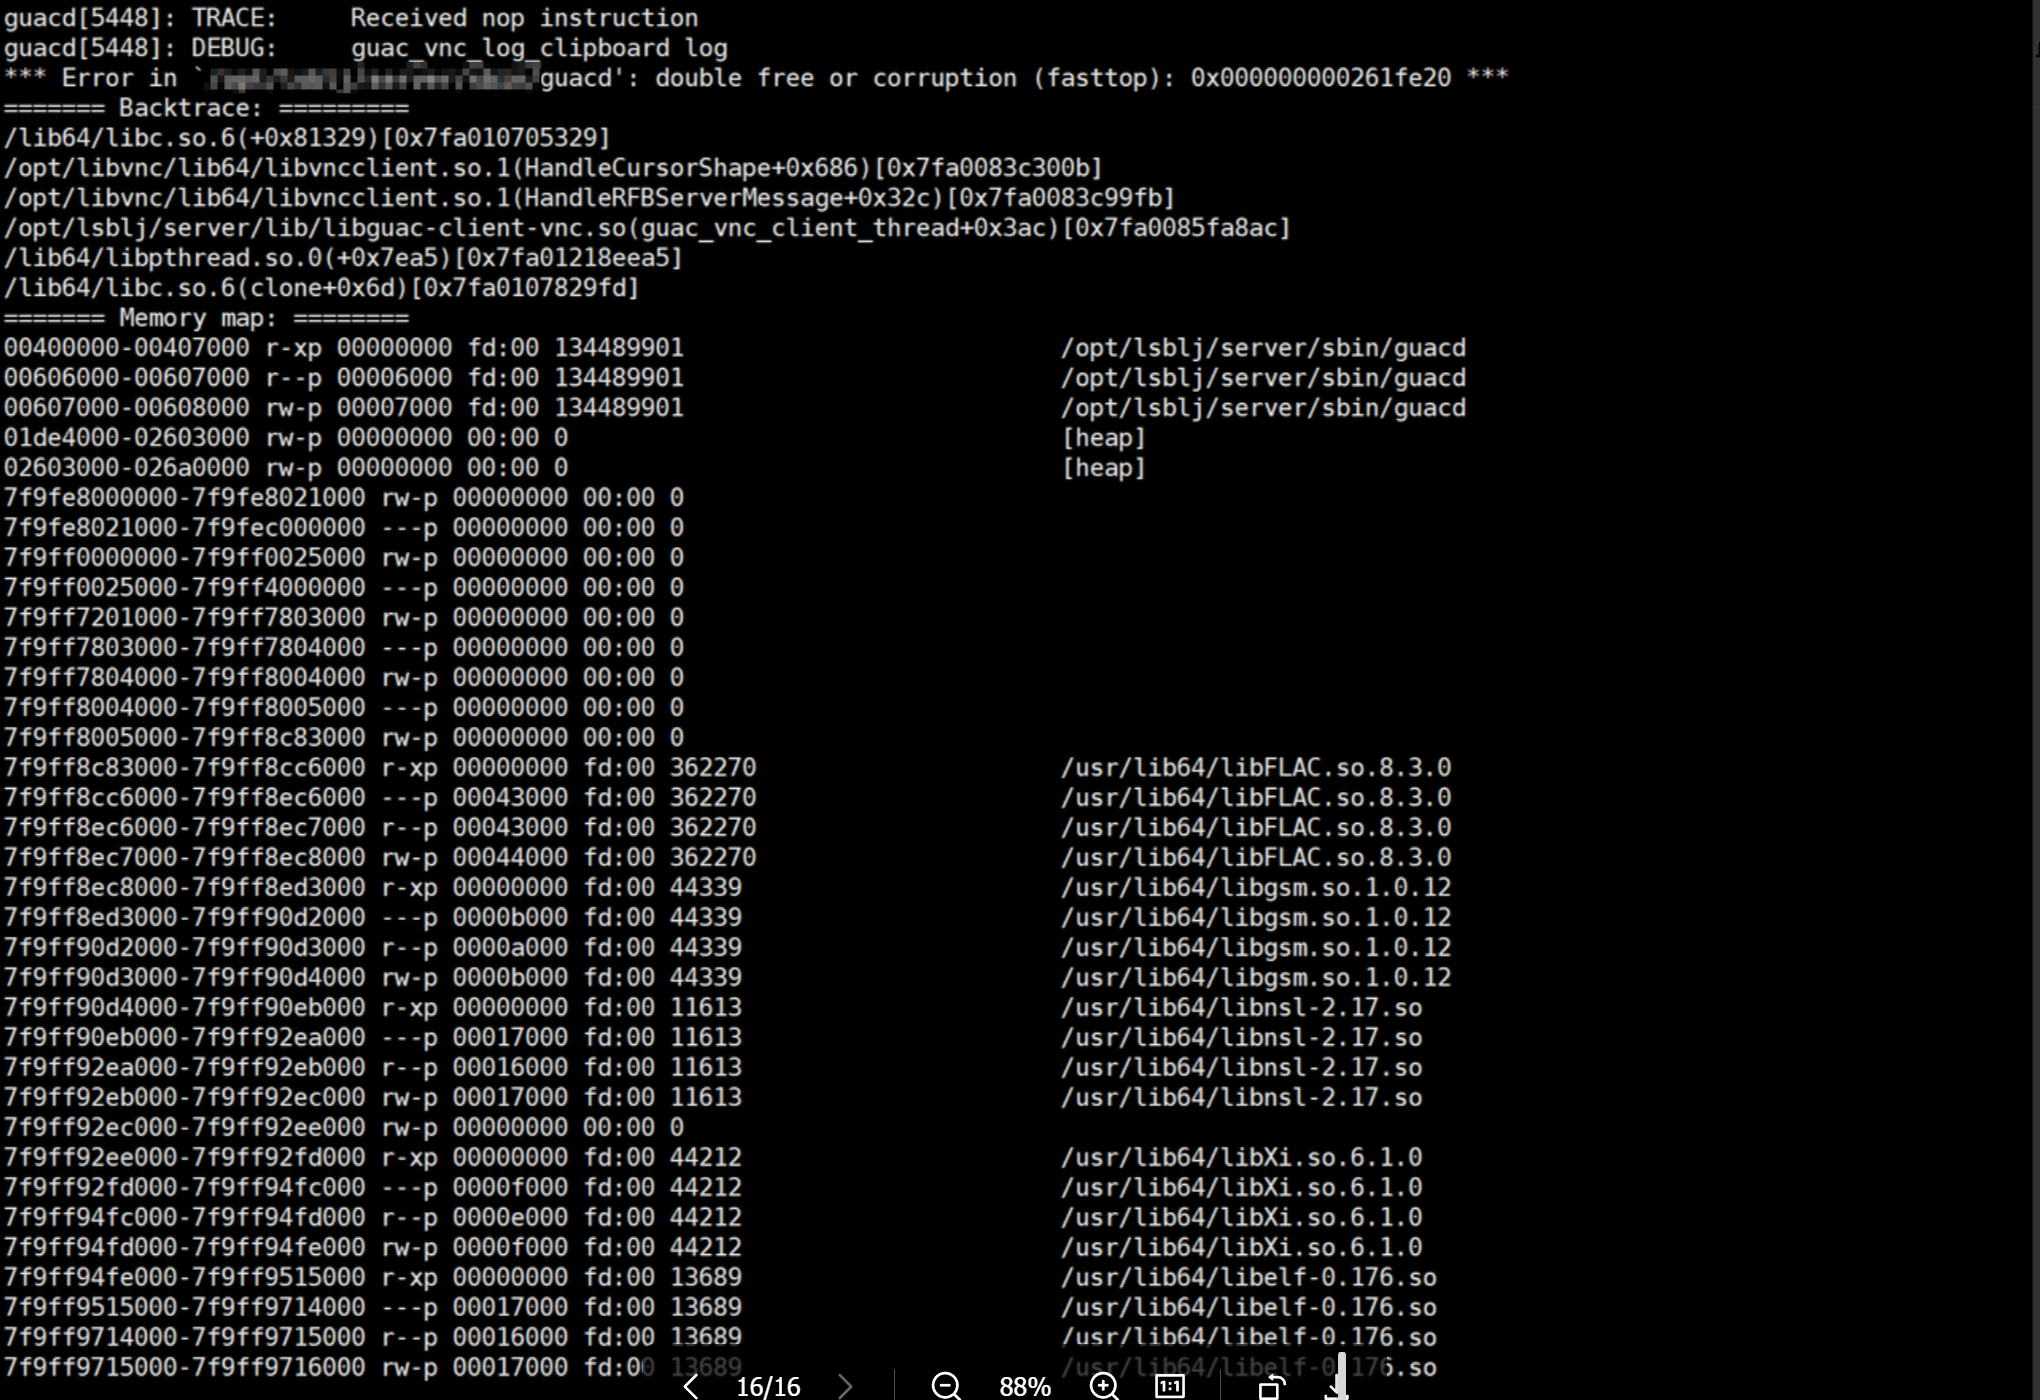 guacd[5448]: TRACE:     Received nop instruction
guacd[5448]: DEBUG:     guac_vnc_log_clipboard log
*** Error in `guacd': double free or corruption (fasttop): 0x000000000261fe20 ***
======= Backtrace: =========
/lib64/libc.so.6(+0x81329)[0x7fa010705329]
/opt/libvnc/lib64/libvncclient.so.1(HandleCursorShape+0x686)[0x7fa0083c300b]
/opt/libvnc/lib64/libvncclient.so.1(HandleRFBServerMessage+0x32c)[0x7fa0083c99fb]
/opt/lsblj/server/lib/libguac-client-vnc.so(guac_vnc_client_thread+0x3ac)[0x7fa0085fa8ac]
/lib64/libpthread.so.0(+0x7ea5)[0x7fa01218eea5]
/lib64/libc.so.6(clone+0x6d)[0x7fa0107829fd]
======= Memory map: ========
00400000-00407000 r-xp 00000000 fd:00 134489901 /opt/lsblj/server/sbin/guacd
00606000-00607000 r--p 00006000 fd:00 134489901 /opt/lsblj/server/sbin/guacd
00607000-00608000 rw-p 00007000 fd:00 134489901 /opt/lsblj/server/sbin/guacd
01de4000-02603000 rw-p 00000000 00:00 0 [heap]
02603000-026a0000 rw-p 00000000 00:00 0 [heap]
7f9fe8000000-7f9fe8021000 rw-p 00000000 00:00 0
7f9fe8021000-7f9fec000000 ---p 00000000 00:00 0
7f9ff0000000-7f9ff0025000 rw-p 00000000 00:00 0
7f9ff0025000-7f9ff4000000 ---p 00000000 00:00 0
7f9ff7201000-7f9ff7803000 rw-p 00000000 00:00 0
7f9ff7803000-7f9ff7804000 ---p 00000000 00:00 0
7f9ff7804000-7f9ff8004000 rw-p 00000000 00:00 0
7f9ff8004000-7f9ff8005000 ---p 00000000 00:00 0
7f9ff8005000-7f9ff8c83000 rw-p 00000000 00:00 0
7f9ff8c83000-7f9ff8cc6000 r-xp 00000000 fd:00 362270 /usr/lib64/libFLAC.so.8.3.0
7f9ff8cc6000-7f9ff8ec6000 ---p 00043000 fd:00 362270 /usr/lib64/libFLAC.so.8.3.0
7f9ff8ec6000-7f9ff8ec7000 r--p 00043000 fd:00 362270 /usr/lib64/libFLAC.so.8.3.0
7f9ff8ec7000-7f9ff8ec8000 rw-p 00044000 fd:00 362270 /usr/lib64/libFLAC.so.8.3.0
7f9ff8ec8000-7f9ff8ed3000 r-xp 00000000 fd:00 44339 /usr/lib64/libgsm.so.1.0.12
7f9ff8ed3000-7f9ff90d2000 ---p 0000b000 fd:00 44339 /usr/lib64/libgsm.so.1.0.12
7f9ff90d2000-7f9ff90d3000 r--p 0000a000 fd:00 44339 /usr/lib64/libgsm.so.1.0.12
7f9ff90d3000-7f9ff90d4000 rw-p 0000b000 fd:00 44339 /usr/lib64/libgsm.so.1.0.12
7f9ff90d4000-7f9ff90eb000 r-xp 00000000 fd:00 11613 /usr/lib64/libnsl-2.17.so
7f9ff90eb000-7f9ff92ea000 ---p 00017000 fd:00 11613 /usr/lib64/libnsl-2.17.so
7f9ff92ea000-7f9ff92eb000 r--p 00016000 fd:00 11613 /usr/lib64/libnsl-2.17.so
7f9ff92eb000-7f9ff92ec000 rw-p 00017000 fd:00 11613 /usr/lib64/libnsl-2.17.so
7f9ff92ec000-7f9ff92ee000 rw-p 00000000 00:00 0
7f9ff92ee000-7f9ff92fd000 r-xp 00000000 fd:00 44212 /usr/lib64/libXi.so.6.1.0
7f9ff92fd000-7f9ff94fc000 ---p 0000f000 fd:00 44212 /usr/lib64/libXi.so.6.1.0
7f9ff94fc000-7f9ff94fd000 r--p 0000e000 fd:00 44212 /usr/lib64/libXi.so.6.1.0
7f9ff94fd000-7f9ff94fe000 rw-p 0000f000 fd:00 44212 /usr/lib64/libXi.so.6.1.0
7f9ff94fe000-7f9ff9515000 r-xp 00000000 fd:00 13689 /usr/lib64/libelf-0.176.so
7f9ff9515000-7f9ff9714000 ---p 00017000 fd:00 13689 /usr/lib64/libelf-0.176.so
7f9ff9714000-7f9ff9715000 r--p 00016000 fd:00 13689 /usr/lib64/libelf-0.176.so
7f9ff9715000-7f9ff9716000 rw-p 00017000 fd:00 13689 /usr/lib64/libelf-0.176.so
16/16 88% 1:1